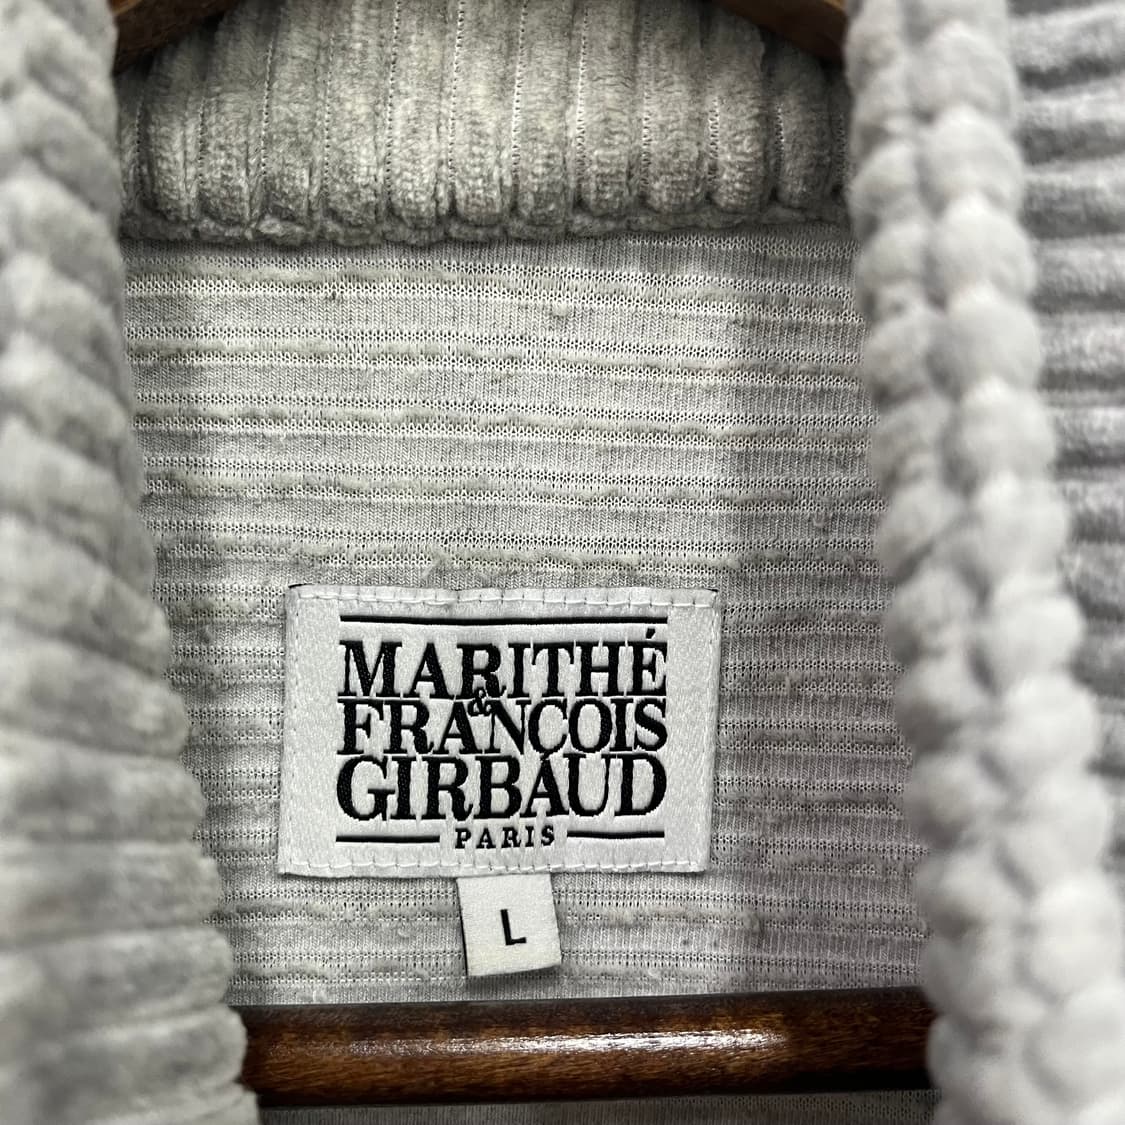 MARITHÉ
&
FRANÇOIS
GIRBAUD
PARIS
L